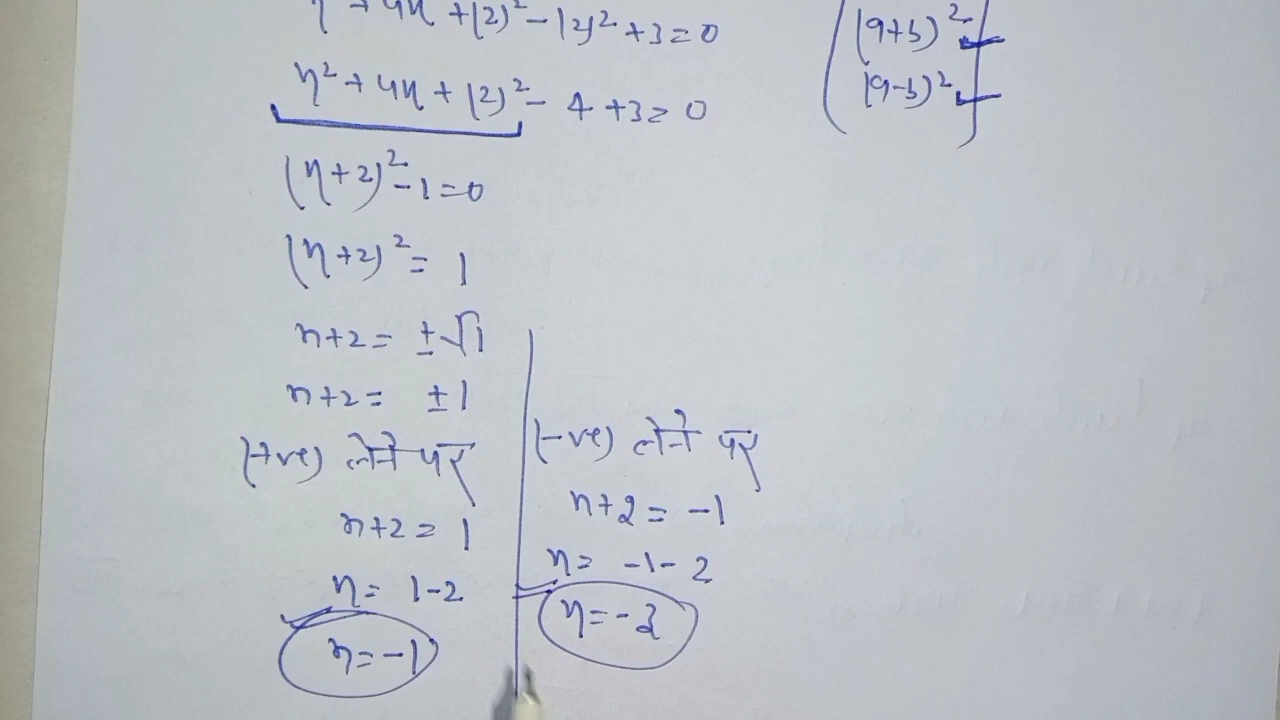 x² + 4x + (2)² - (2)² + 3 = 0
x² + 4x + (2)² - 4 + 3 = 0
(x+2)² - 1 = 0
(x+2)² = 1
x+2 = ±√1
x+2 = ±1
(+ve) लेने पर
x+2 = 1
x = 1-2
x = -1
(-ve) लेने पर
x+2 = -1
x = -1-2
x = -3
(a+b)²
(a-b)²